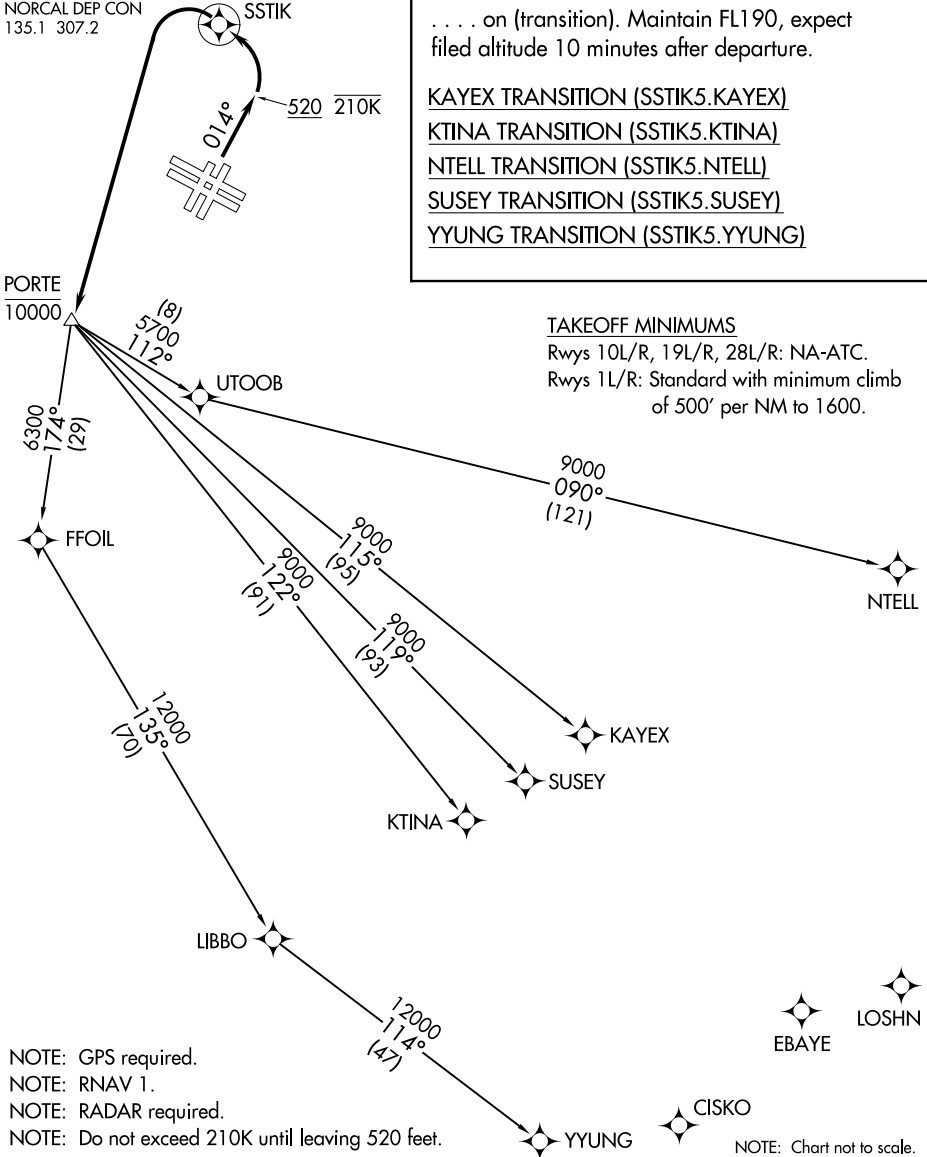 NORCAL DEP CON
135.1 307.2
SSTIK
520 210K
014°
. . . . on (transition). Maintain FL190, expect
filed altitude 10 minutes after departure.
KAYEX TRANSITION (SSTIK5.KAYEX)
KTINA TRANSITION (SSTIK5.KTINA)
NTELL TRANSITION (SSTIK5.NTELL)
SUSEY TRANSITION (SSTIK5.SUSEY)
YYUNG TRANSITION (SSTIK5.YYUNG)
PORTE
10000
TAKEOFF MINIMUMS
Rwys 10L/R, 19L/R, 28L/R: NA-ATC.
Rwys 1L/R: Standard with minimum climb
of 500' per NM to 1600.
(8)
5700
112°
UTOOB
6300
174°
(29)
9000
090°
(121)
FFOIL
9000
115°
(95)
9000
122°
(91)
NTELL
9000
119°
(93)
12000
135°
(70)
KAYEX
SUSEY
KTINA
LIBBO
12000
114°
(47)
LOSHN
EBAYE
CISKO
YYUNG
NOTE: GPS required.
NOTE: RNAV 1.
NOTE: RADAR required.
NOTE: Do not exceed 210K until leaving 520 feet.
NOTE: Chart not to scale.